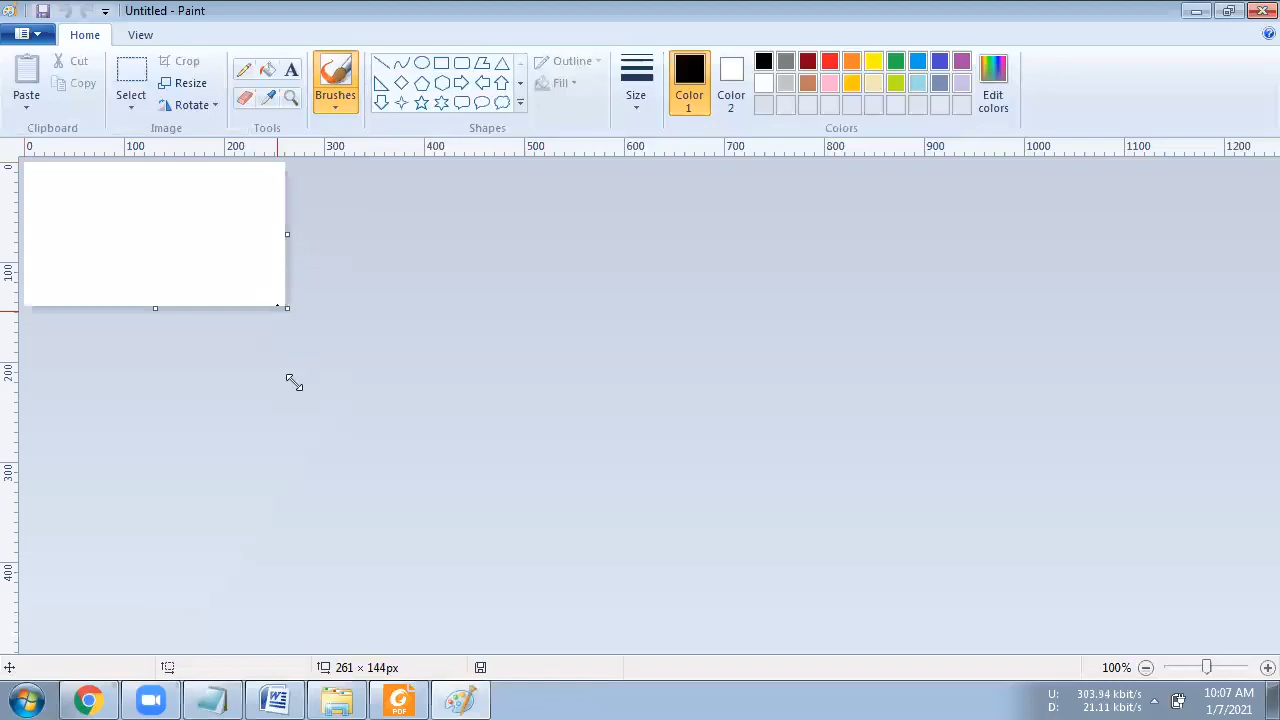 Untitled - Paint
Home View
Paste
Cut
Copy
Clipboard
Select
Crop
Resize
Rotate
Image
A
Tools
Brushes
Outline
Fill
Shapes
Size
Color 1
Color 2
Edit colors
Colors
0 100 200 300 400 500 600 700 800 900 1000 1100 1200
0
100
200
300
400
261 × 144px
100%
W
PDF
U: 303.94 kbit/s
D: 21.11 kbit/s
10:07 AM
1/7/2021